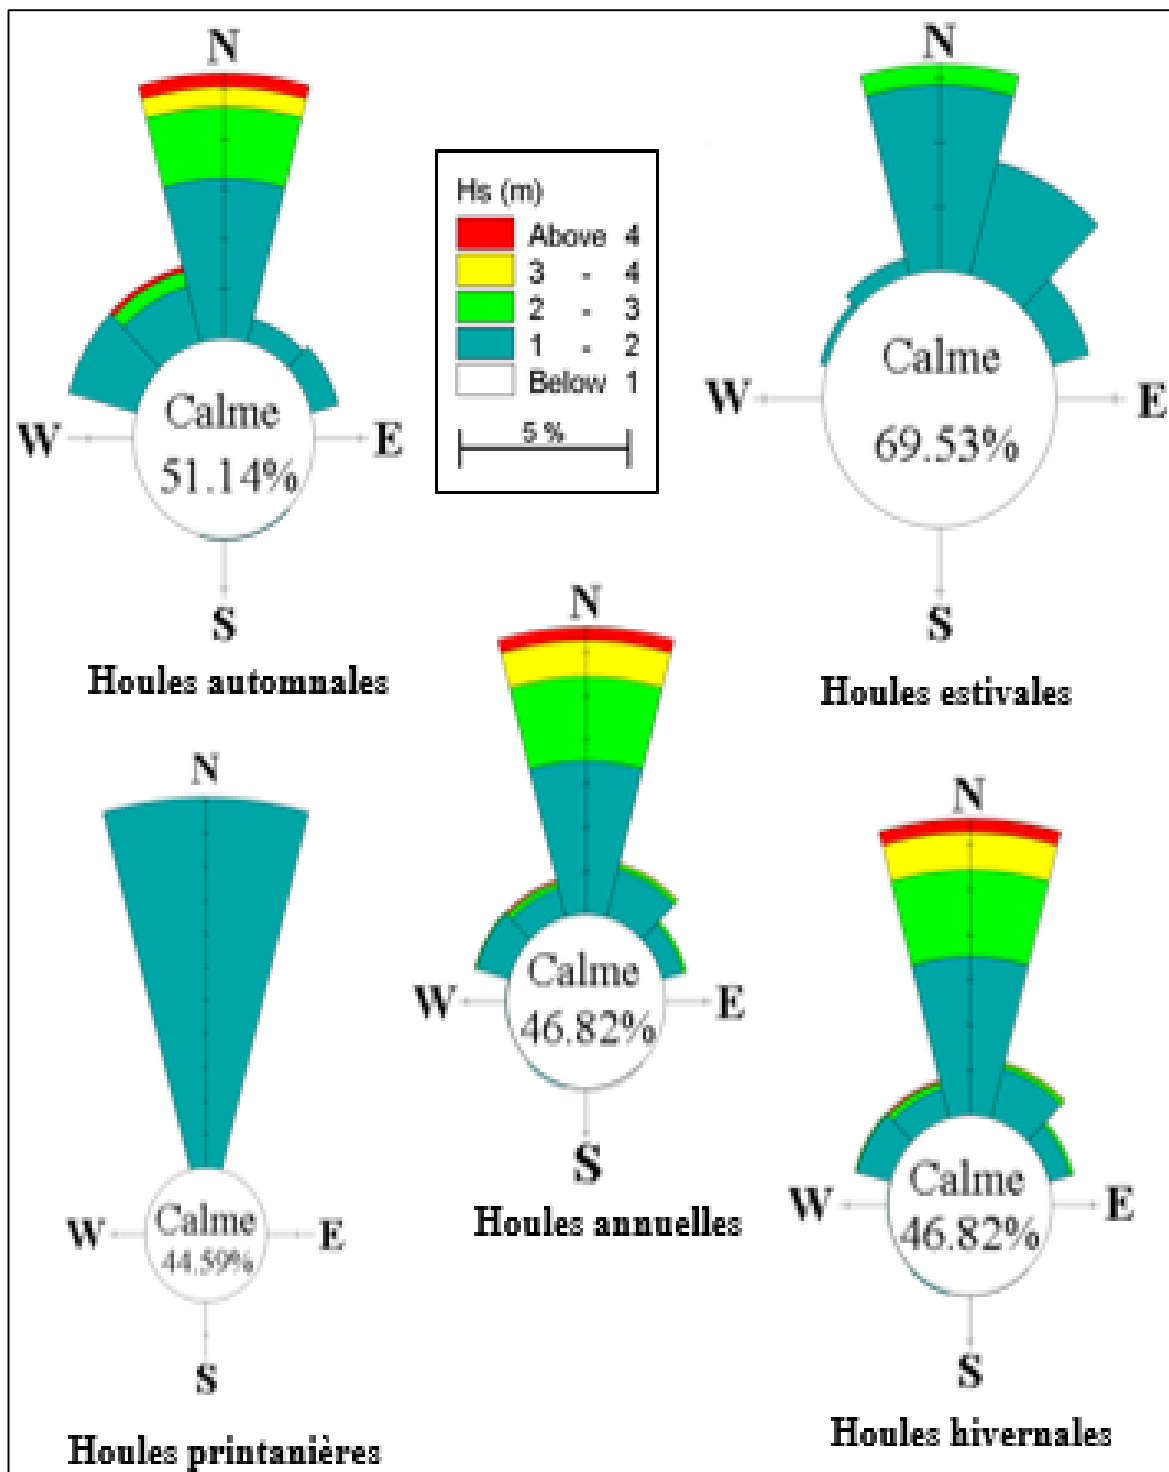 N
W
Calme
51.14%
E
S
Houles automnales
Hs (m)
Above 4
3 - 4
2 - 3
1 - 2
Below 1
5 %
N
W
Calme
69.53%
E
S
Houles estivales
N
W
Calme
46.82%
E
S
Houles annuelles
N
W
Calme
44.59%
E
S
Houles printanières
N
W
Calme
46.82%
E
S
Houles hivernales